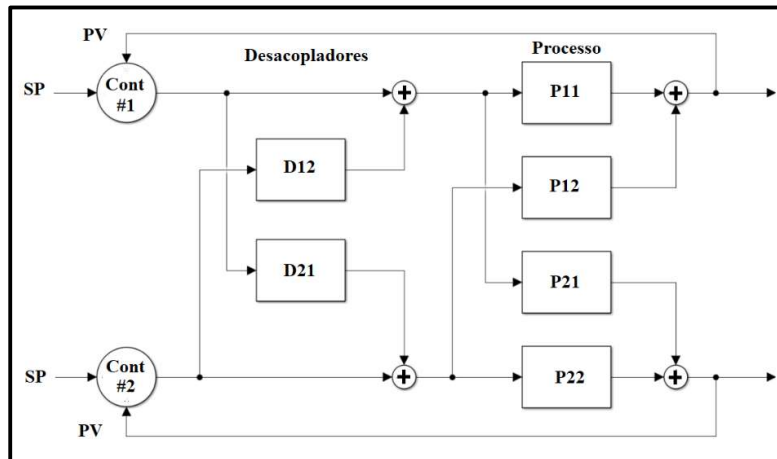 PV
Desacopladores
Processo
SP
Cont
#1
P11
D12
P12
D21
P21
SP
Cont
#2
P22
PV